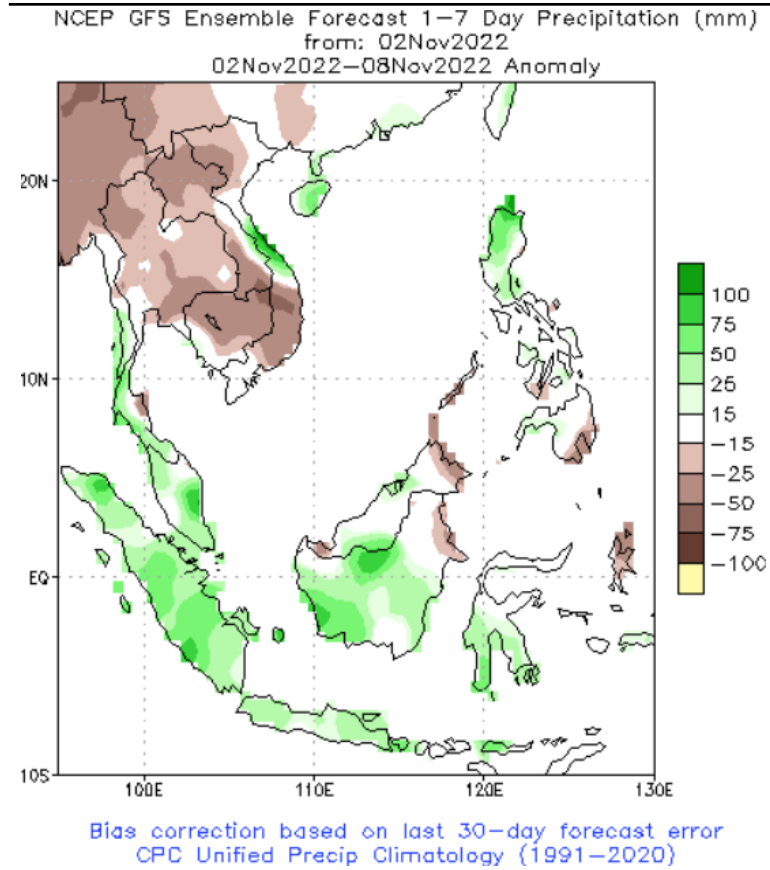 NCEP GFS Ensemble Forecast 1–7 Day Precipitation (mm)
from: 02Nov2022
02Nov2022–08Nov2022 Anomaly
20N
10N
EQ
10S
100E
110E
120E
130E
100
75
50
25
15
−15
−25
−50
−75
−100
Bias correction based on last 30–day forecast error
CPC Unified Precip Climatology (1991–2020)